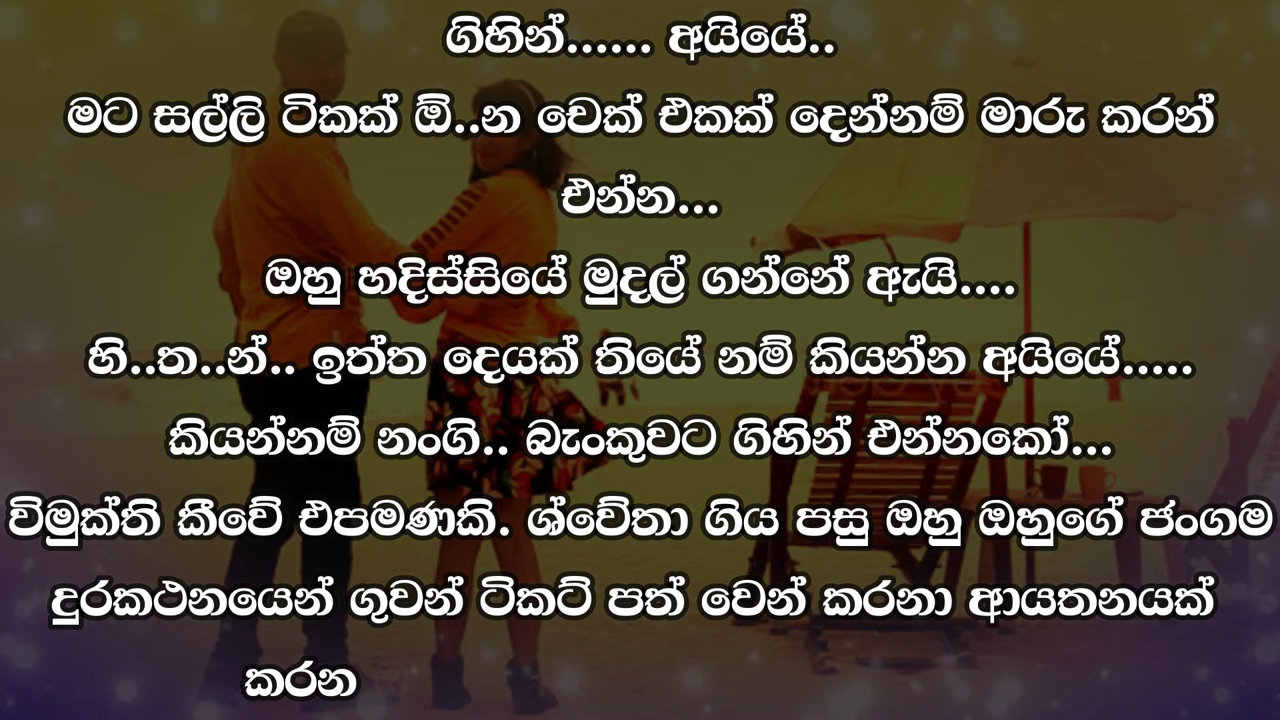 ගිහින්...... අයියේ..
මට සල්ලි ටිකක් ඕ..න චෙක් එකක් දෙන්නම් මාරු කරන්
එන්න...
ඔහු හදිස්සියේ මුදල් ගන්නේ ඇයි....
හි..ත..න්.. ඉත්ත දෙයක් තියේ නම් කියන්න අයියේ.....
කියන්නම් නංගි.. බැංකුවට ගිහින් එන්නකෝ...
විමුක්ති කීවේ එපමණකි. ශ්වේතා ගිය පසු ඔහු ඔහුගේ ජංගම
දුරකථනයෙන් ගුවන් ටිකට් පත් වෙන් කරනා ආයතනයක්
කරන